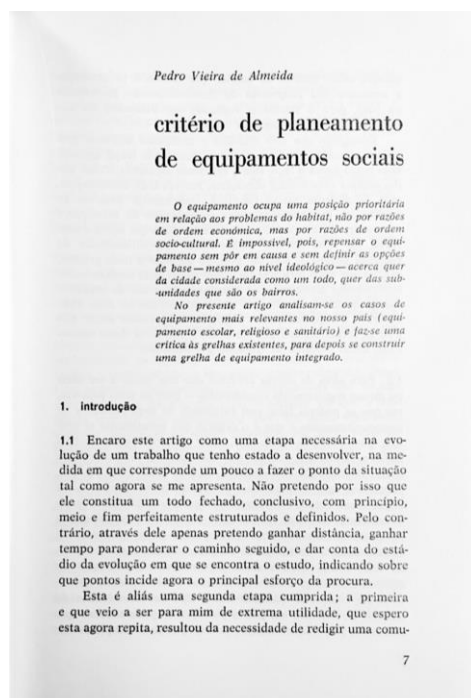 Pedro Vieira de Almeida
critério de planeamento
de equipamentos sociais
O equipamento ocupa uma posição prioritária
em relação aos problemas do habitat, não por razões
de ordem económica, mas por razões de ordem
socio-cultural. É impossível, pois, repensar o equi-
pamento sem pôr em causa e sem definir as opções
de base — mesmo ao nível ideológico — acerca quer
da cidade considerada como um todo, quer das sub-
-unidades que são os bairros.
No presente artigo analisam-se os casos de
equipamento mais relevantes no nosso país (equi-
pamento escolar, religioso e sanitário) e faz-se uma
crítica às grelhas existentes, para depois se construir
uma grelha de equipamento integrado.
1. introdução
1.1 Encaro este artigo como uma etapa necessária na evo-
lução de um trabalho que tenho estado a desenvolver, na me-
dida em que corresponde um pouco a fazer o ponto da situação
tal como agora se me apresenta. Não pretendo por isso que
ele constitua um todo fechado, conclusivo, com princípio,
meio e fim perfeitamente estruturados e definidos. Pelo con-
trário, através dele apenas pretendo ganhar distância, ganhar
tempo para ponderar o caminho seguido, e dar conta do está-
dio da evolução em que se encontra o estudo, indicando sobre
que pontos incide agora o principal esforço da procura.
Esta é aliás uma segunda etapa cumprida; a primeira
e que veio a ser para mim de extrema utilidade, que espero
esta agora repita, resultou da necessidade de redigir uma comu-
7